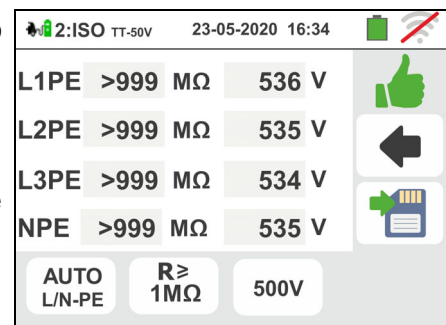 2:ISO TT-50V 23-05-2020 16:34
L1PE >999 MΩ 536 V
L2PE >999 MΩ 535 V
L3PE >999 MΩ 534 V
NPE >999 MΩ 535 V
AUTO R≥ 500V
L/N-PE 1MΩ